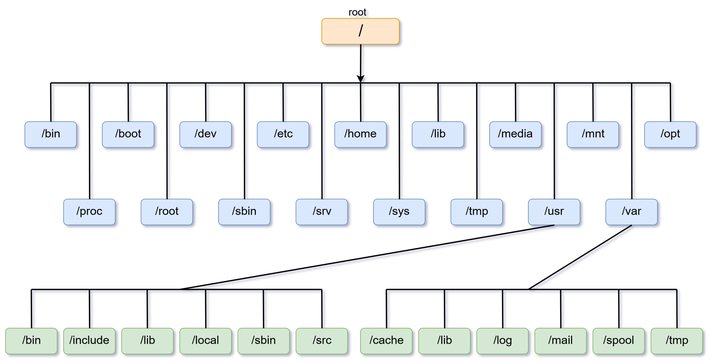 root
/
/bin /boot /dev /etc /home /lib /media /mnt /opt
/proc /root /sbin /srv /sys /tmp /usr /var
/bin /include /lib /local /sbin /src /cache /lib /log /mail /spool /tmp